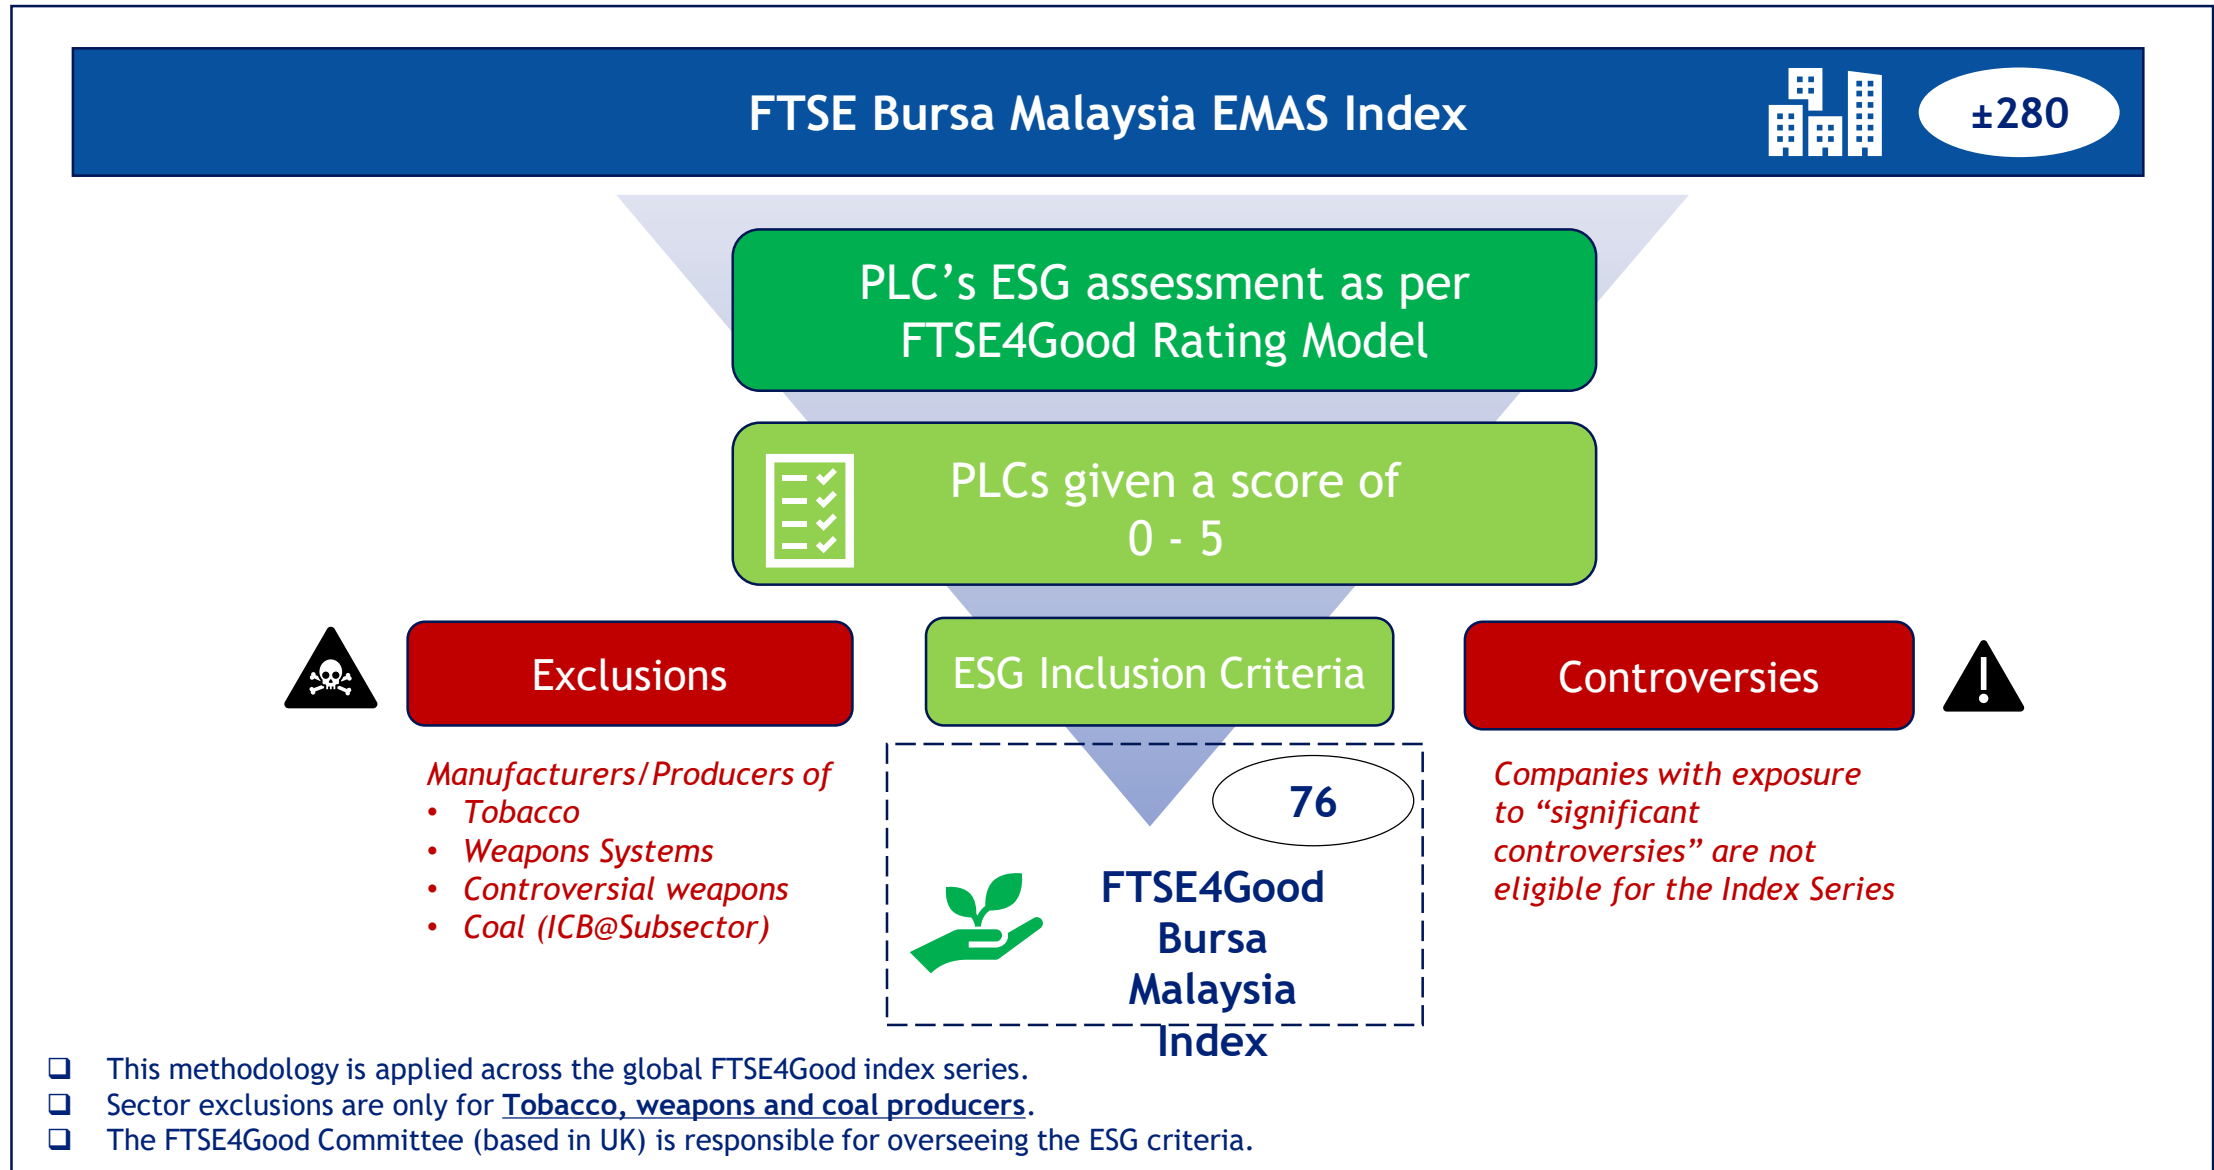 FTSE Bursa Malaysia EMAS Index
±280
PLC’s ESG assessment as per
FTSE4Good Rating Model
PLCs given a score of
0 - 5
Exclusions
ESG Inclusion Criteria
Controversies
Manufacturers/Producers of
• Tobacco
• Weapons Systems
• Controversial weapons
• Coal (ICB@Subsector)
76
FTSE4Good
Bursa
Malaysia
Index
Companies with exposure
to “significant
controversies” are not
eligible for the Index Series
❑ This methodology is applied across the global FTSE4Good index series.
❑ Sector exclusions are only for Tobacco, weapons and coal producers.
❑ The FTSE4Good Committee (based in UK) is responsible for overseeing the ESG criteria.